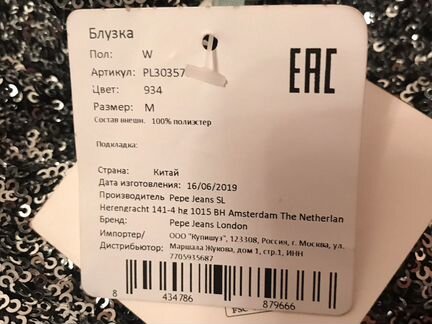 Блузка
Пол: W
Артикул: PL30357
Цвет: 934
Размер: M
Состав внешн. 100% полиэстер
Подкладка:
Страна: Китай
Дата изготовления: 16/06/2019
Производитель Pepe Jeans SL
Herengracht 141-4 hg 1015 BH Amsterdam The Netherlan
Бренд: Pepe Jeans London
Импортер/ ООО "Купишуз", 123308, Россия, г. Москва, ул.
Дистрибьютор: Маршала Жукова, дом 1, стр.1, ИНН
7705935687
8 434786 879666
EAC